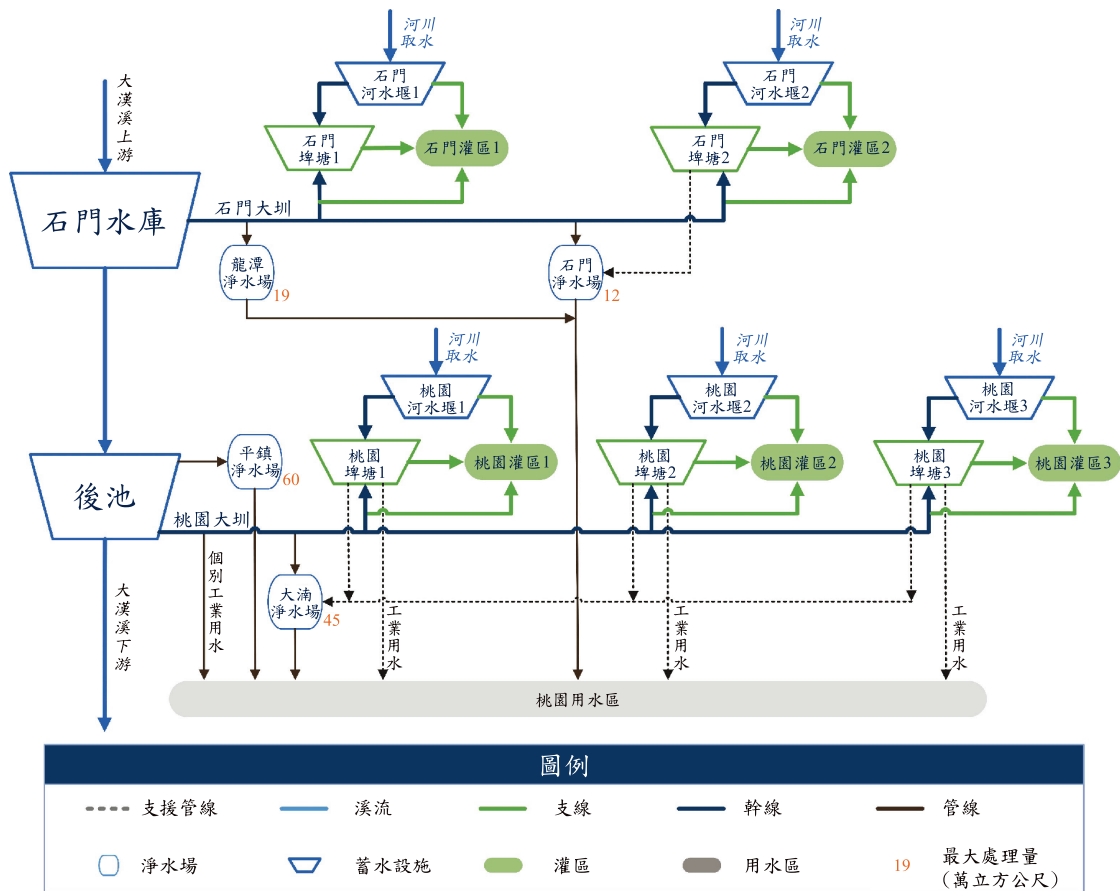 河川
取水
河川
取水
大漢溪上游
石門
河水堰1
石門
河水堰2
石門
埤塘1
石門灌區1
石門
埤塘2
石門灌區2
石門水庫
石門大圳
龍潭
淨水場
19
石門
淨水場
12
河川
取水
河川
取水
河川
取水
桃園
河水堰1
桃園
河水堰2
桃園
河水堰3
平鎮
淨水場
60
桃園
埤塘1
桃園灌區1
桃園
埤塘2
桃園灌區2
桃園
埤塘3
桃園灌區3
後池
桃園大圳
個別工業用水
大湳
淨水場
45
大漢溪下游
工業用水
工業用水
工業用水
桃園用水區
圖例
支援管線
溪流
支線
幹線
管線
淨水場
蓄水設施
灌區
用水區
19
最大處理量
(萬立方公尺)